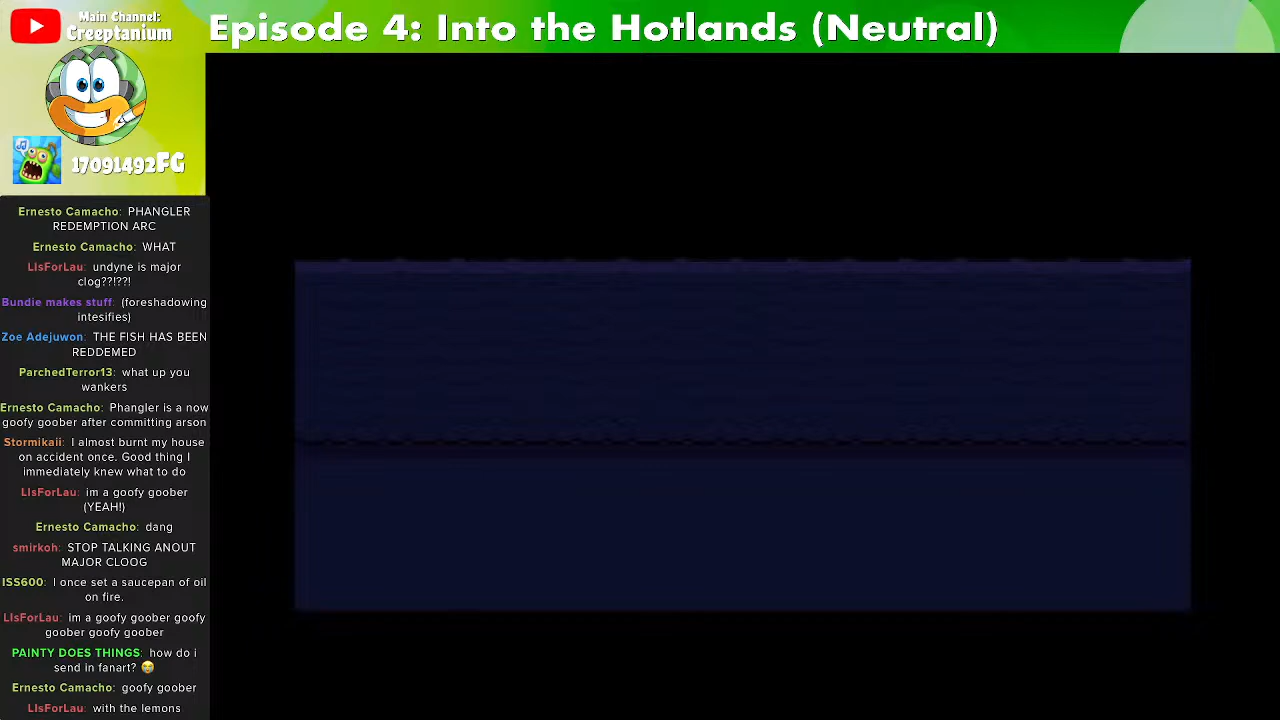 Main Channel:
Creeptanium
Episode 4: Into the Hotlands (Neutral)
17091492FG
Ernesto Camacho: PHANGLER
REDEMPTION ARC
Ernesto Camacho: WHAT
LIsForLau: undyne is major
clog??!??!
Bundie makes stuff: (foreshadowing
intesifies)
Zoe Adejuwon: THE FISH HAS BEEN
REDDEMED
ParchedTerror13: what up you
wankers
Ernesto Camacho: Phangler is a now
goofy goober after committing arson
Stormikaii: I almost burnt my house
on accident once. Good thing I
immediately knew what to do
LIsForLau: im a goofy goober
(YEAH!)
Ernesto Camacho: dang
smirkoh: STOP TALKING ANOUT
MAJOR CLOOG
ISS600: I once set a saucepan of oil
on fire.
LIsForLau: im a goofy goober goofy
goober goofy goober
PAINTY DOES THINGS: how do i
send in fanart? 😭
Ernesto Camacho: goofy goober
LIsForLau: with the lemons